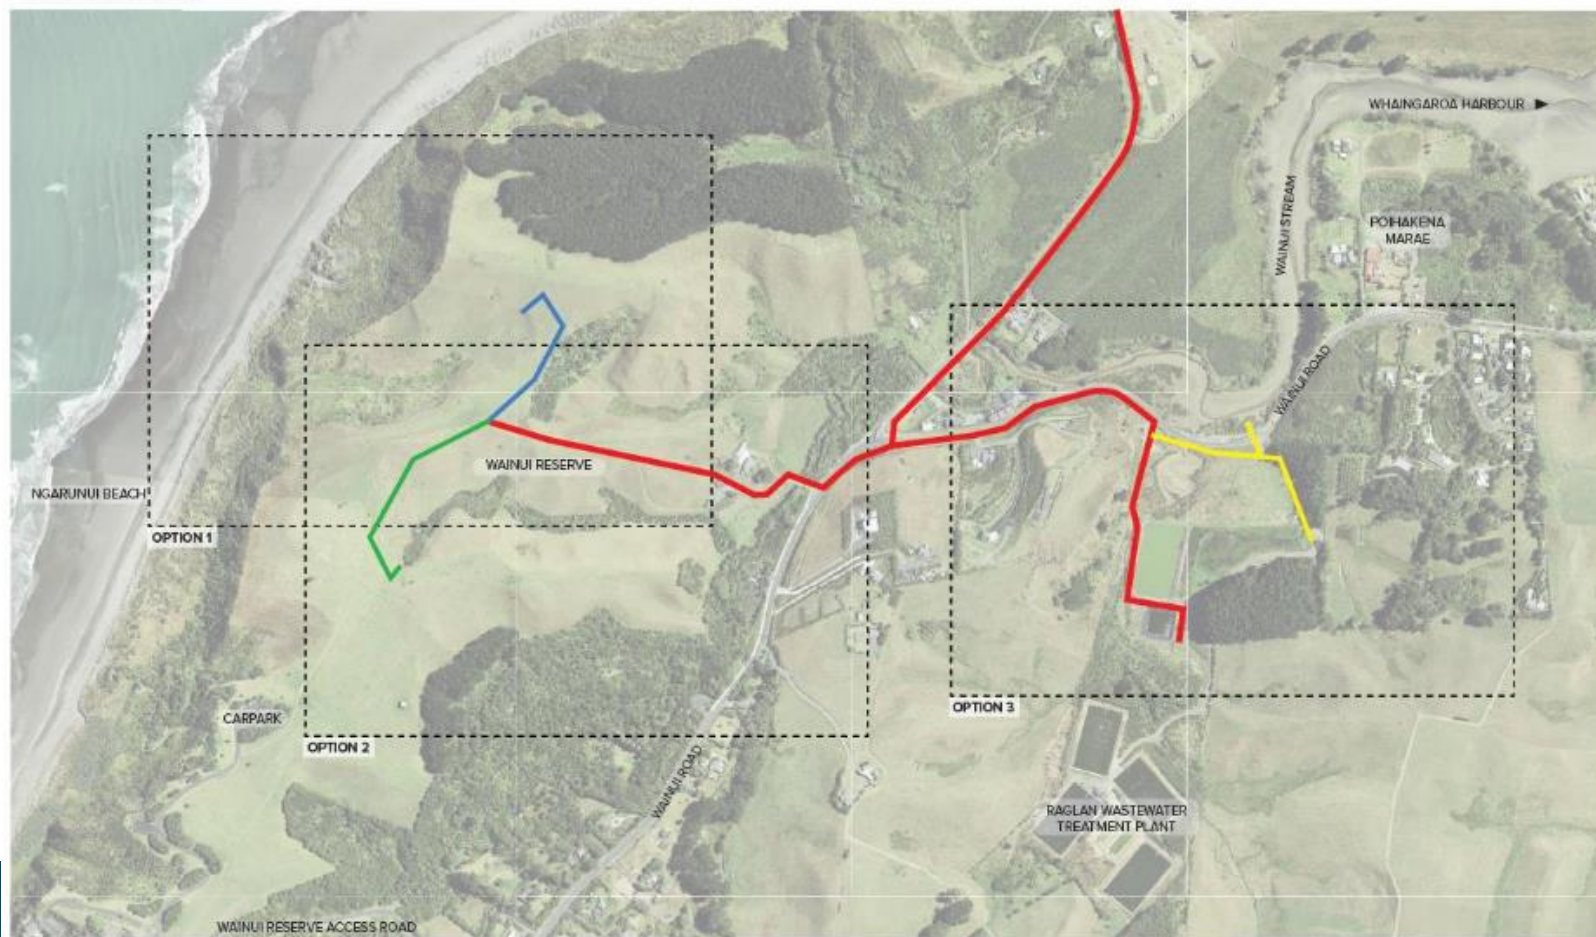 WHAINGAROA HARBOUR
WAINUI STREAM
POIHAKENA
MARAE
WAINUI ROAD
WAINUI RESERVE
NGARUNUI BEACH
OPTION 1
OPTION 3
CARPARK
OPTION 2
WAINUI ROAD
RAGLAN WASTEWATER
TREATMENT PLANT
WAINUI RESERVE ACCESS ROAD